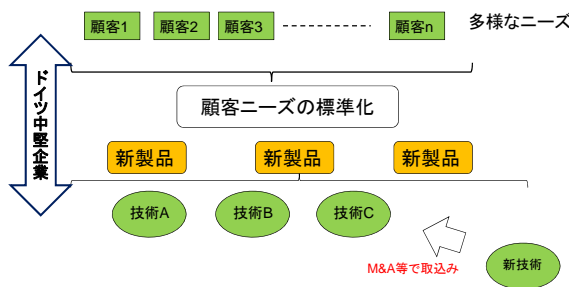 顧客1 顧客2 顧客3 顧客n 多様なニーズ
ドイツ中堅企業
顧客ニーズの標準化
新製品 新製品 新製品
技術A 技術B 技術C
M&A等で取込み 新技術